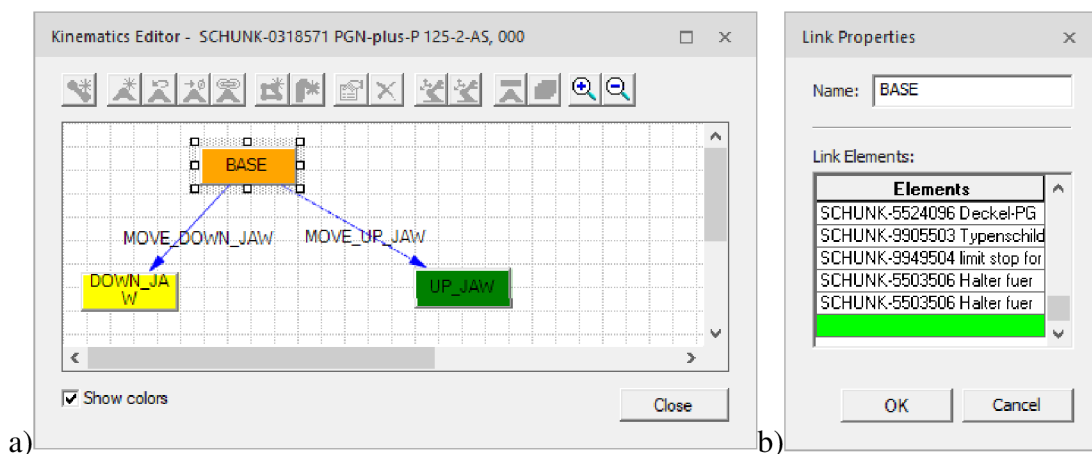 Kinematics Editor - SCHUNK-0318571 PGN-plus-P 125-2-AS, 000
BASE
MOVE_DOWN_JAW
MOVE_UP_JAW
DOWN_JA
W
UP_JAW
Show colors
Close
a)
Link Properties
Name:
BASE
Link Elements:
Elements
SCHUNK-5524096 Deckel-PG
SCHUNK-9905503 Typenschild
SCHUNK-9949504 limit stop for
SCHUNK-5503506 Halter fuer
SCHUNK-5503506 Halter fuer
OK
Cancel
b)